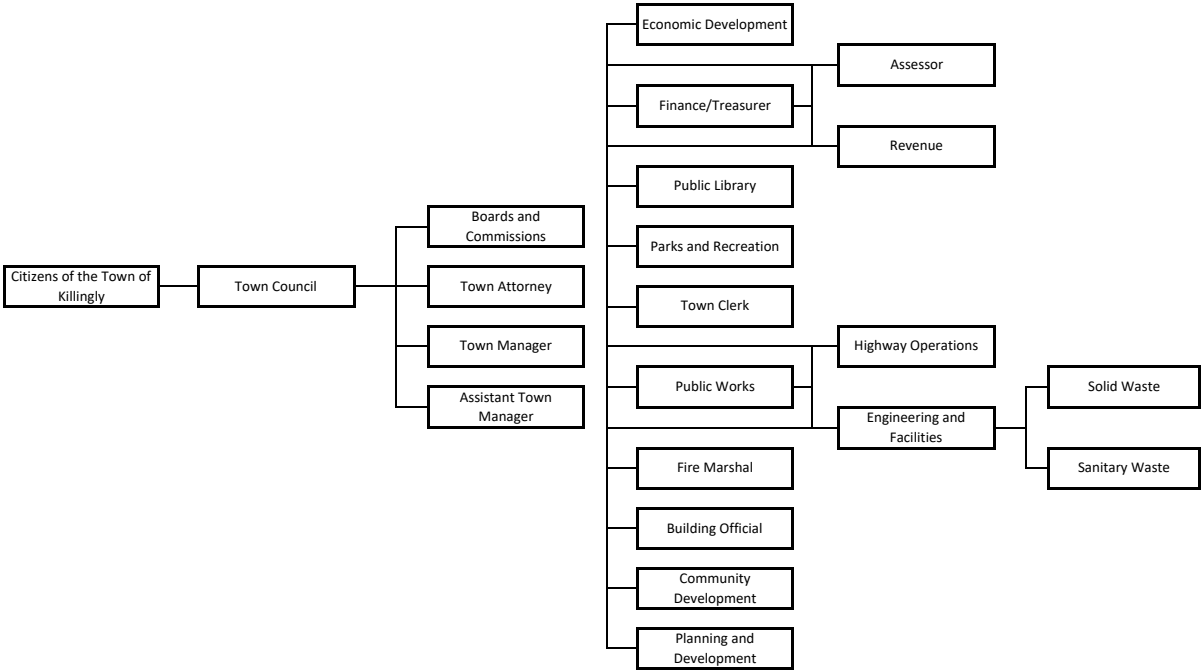 Citizens of the Town of
Killingly
Town Council
Boards and
Commissions
Town Attorney
Town Manager
Assistant Town
Manager
Economic Development
Finance/Treasurer
Assessor
Revenue
Public Library
Parks and Recreation
Town Clerk
Public Works
Highway Operations
Engineering and
Facilities
Solid Waste
Sanitary Waste
Fire Marshal
Building Official
Community
Development
Planning and
Development